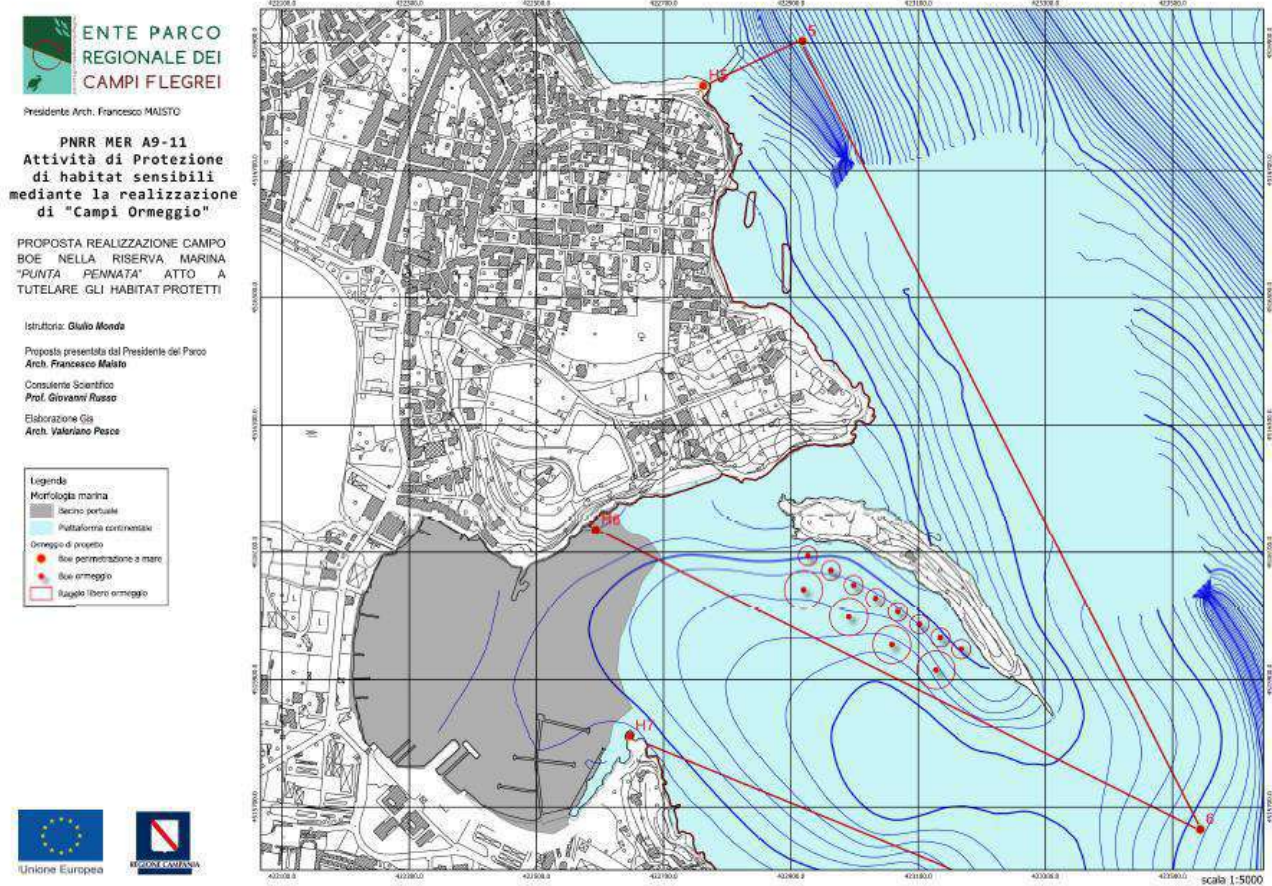 ENTE PARCO
REGIONALE DEI
CAMPI FLEGREI
Presidente Arch. Francesco MAISTO
PNRR MER A9-11
Attività di Protezione
di habitat sensibili
mediante la realizzazione
di "Campi Ormeggio"
PROPOSTA REALIZZAZIONE CAMPO
BOE NELLA RISERVA MARINA
"PUNTA PENNATA" ATTO A
TUTELARE GLI HABITAT PROTETTI
Istruttoria: Giulio Monda
Proposta presentata dal Presidente del Parco
Arch. Francesco Maisto
Consulente Scientifico
Prof. Giovanni Russo
Elaborazione Gis
Arch. Valeriano Pesce
Legenda
Morfologia marina
Bacino portuale
Piattaforma continentale
Ormeggio di progetto
Boe perimetrazione a mare
Boe ormeggio
Raggio libero ormeggio
Unione Europea
REGIONE CAMPANIA
H5
5
H6
H7
6
scala 1:5000